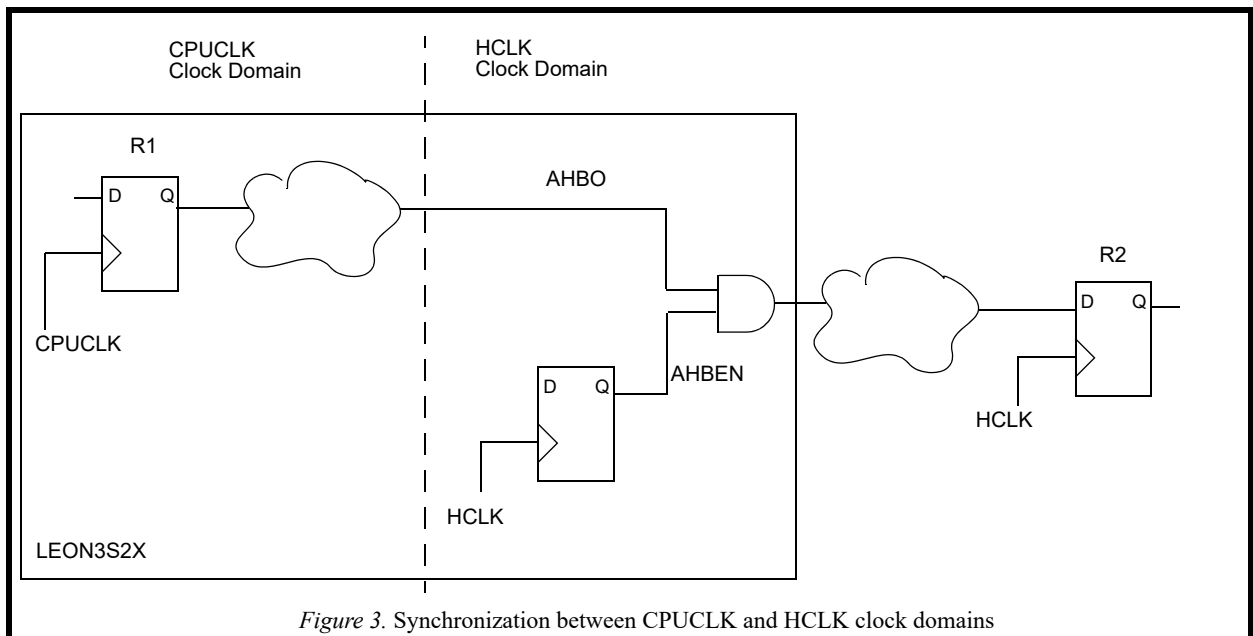 CPUCLK
Clock Domain
HCLK
Clock Domain
R1
D Q
CPUCLK
AHBO
AHBEN
D Q
HCLK
R2
D Q
HCLK
LEON3S2X
Figure 3. Synchronization between CPUCLK and HCLK clock domains